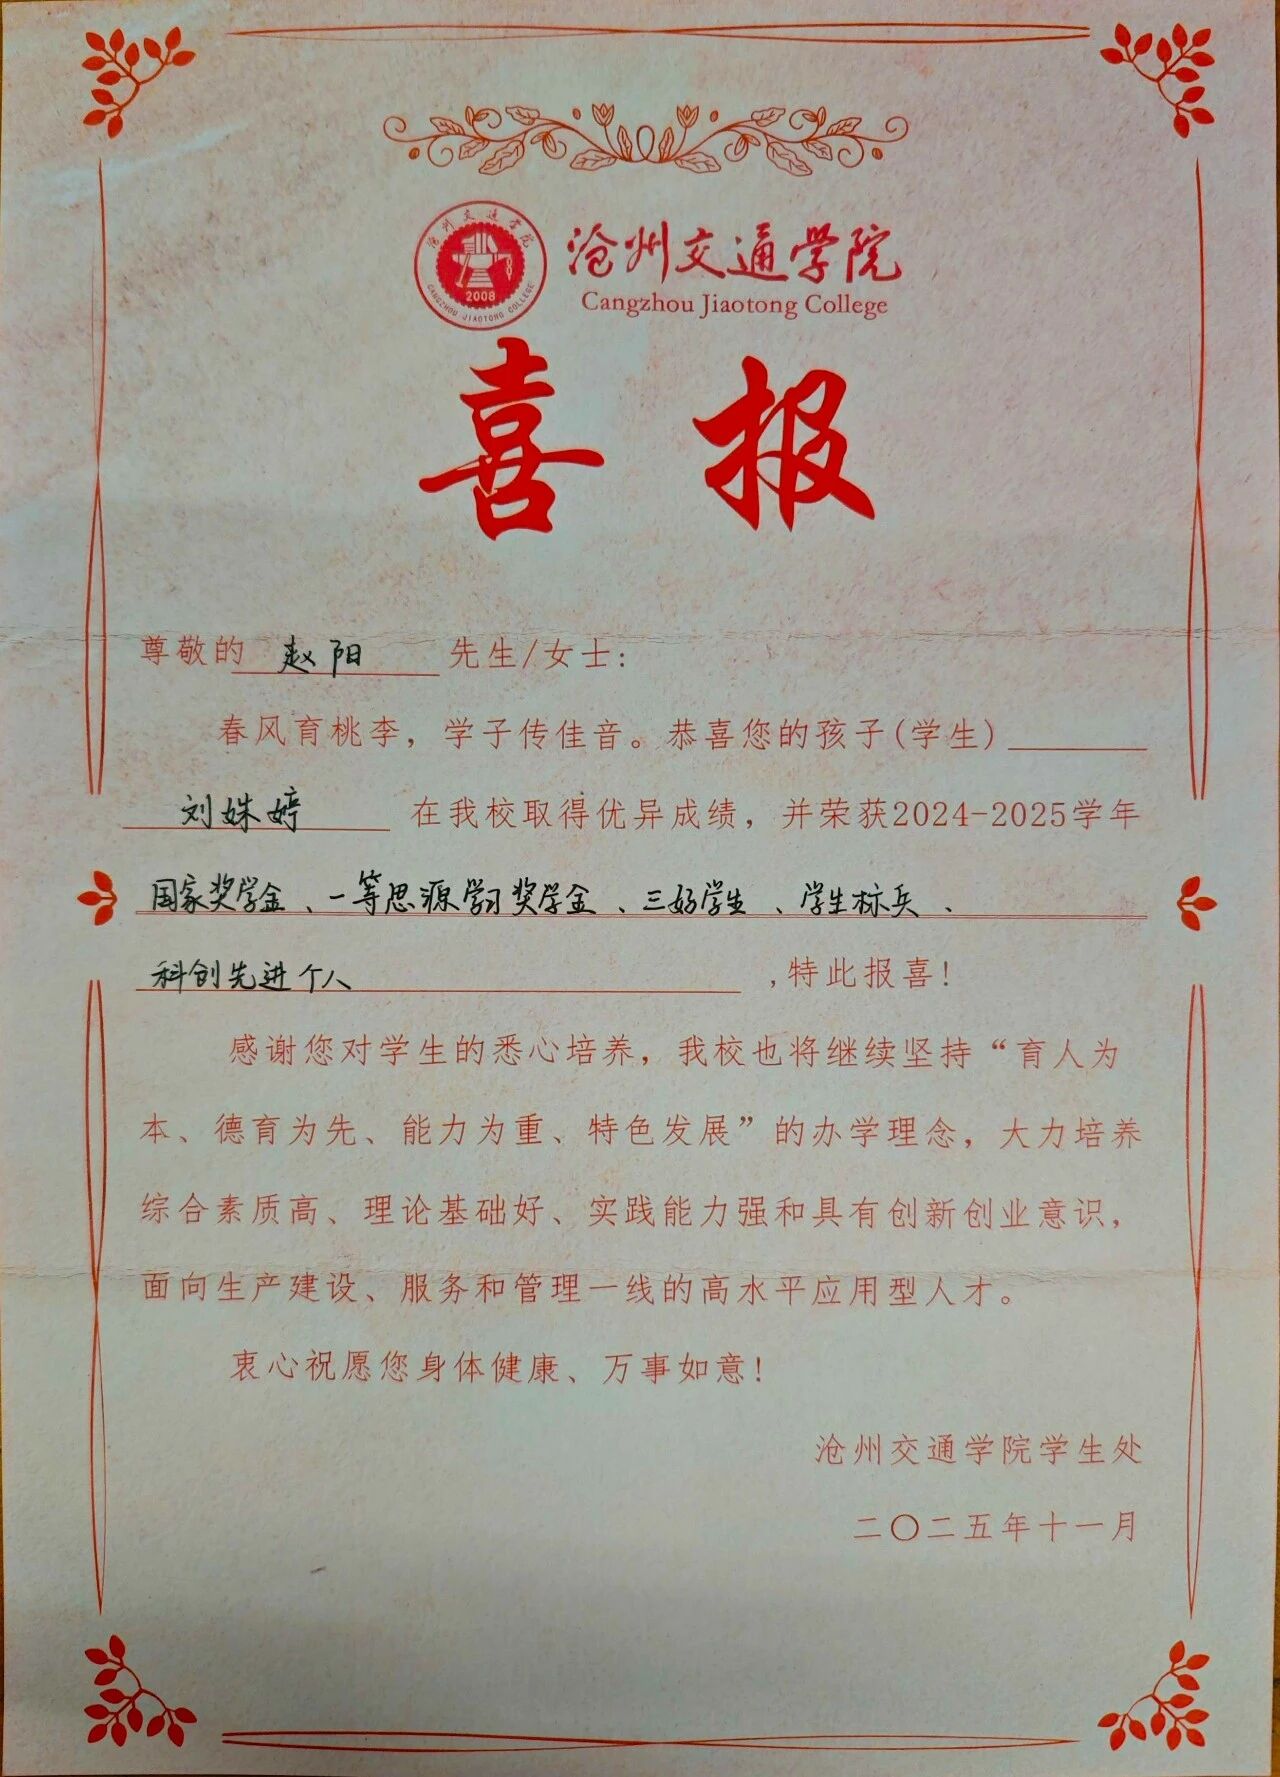 沧州交通学院
CANGZHOU JIAOTONG COLLEGE
2008
沧州交通学院
Cangzhou Jiaotong College
喜报
尊敬的 赵阳 先生/女士:
春风育桃李，学子传佳音。恭喜您的孩子(学生)
刘姝婷 在我校取得优异成绩，并荣获2024-2025学年
国家奖学金、一等思源学习奖学金、三好学生、学生标兵、
科创先进个人 ,特此报喜!
感谢您对学生的悉心培养，我校也将继续坚持“育人为
本、德育为先、能力为重、特色发展”的办学理念，大力培养
综合素质高、理论基础好、实践能力强和具有创新创业意识，
面向生产建设、服务和管理一线的高水平应用型人才。
衷心祝愿您身体健康、万事如意!
沧州交通学院学生处
二〇二五年十一月